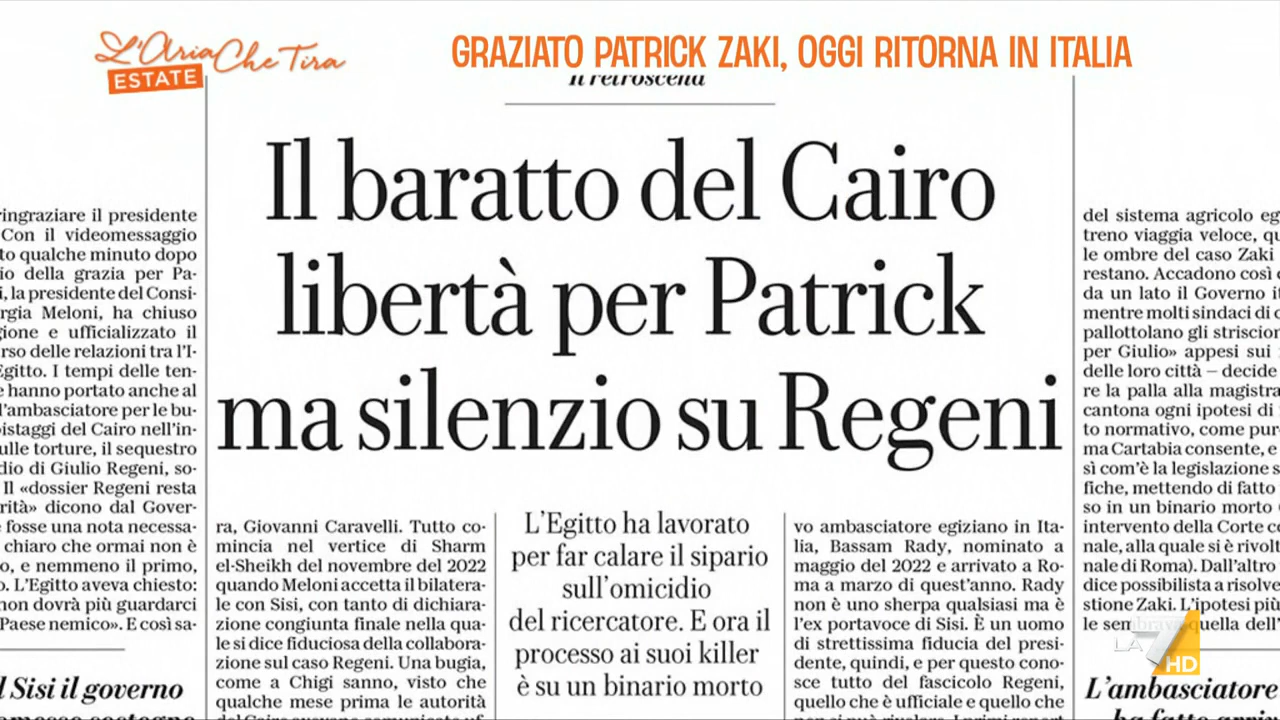 L'Aria Che Tira
ESTATE
GRAZIATO PATRICK ZAKI, OGGI RITORNA IN ITALIA
Il retroscena
Il baratto del Cairo
libertà per Patrick
ma silenzio su Regeni
ringraziare il presidente
Con il videomessaggio
to qualche minuto dopo
io della grazia per Pa-
i, la presidente del Consi-
rgia Meloni, ha chiuso
gione e ufficializzato il
rso delle relazioni tra l'I-
Egitto. I tempi delle ten-
e hanno portato anche al
l'ambasciatore per le bu-
pistaggi del Cairo nell'in-
ulle torture, il sequestro
dio di Giulio Regeni, so-
Il «dossier Regeni resta
rità» dicono dal Gover-
e fosse una nota necessa-
chiaro che ormai non è
o, e nemmeno il primo,
o. L'Egitto aveva chiesto:
non dovrà più guardarci
Paese nemico». E così sa-
l Sisi il governo
ra, Giovanni Caravelli. Tutto co-
mincia nel vertice di Sharm
el-Sheikh del novembre del 2022
quando Meloni accetta il bilatera-
le con Sisi, con tanto di dichiara-
zione congiunta finale nella qua-
le si dice fiduciosa della collabora-
zione sul caso Regeni. Una bugia,
come a Chigi sanno, visto che
qualche mese prima le autorità
L'Egitto ha lavorato
per far calare il sipario
sull'omicidio
del ricercatore. E ora il
processo ai suoi killer
è su un binario morto
vo ambasciatore egiziano in Ita-
lia, Bassam Rady, nominato a
maggio del 2022 e arrivato a Ro-
ma a marzo di quest'anno. Rady
non è uno sherpa qualsiasi ma è
l'ex portavoce di Sisi. È un uomo
di strettissima fiducia del presi-
dente, quindi, e per questo cono-
sce tutto del fascicolo Regeni,
quello che è ufficiale e quello che
del sistema agricolo eg
treno viaggia veloce, qu
le ombre del caso Zaki
restano. Accadono così
da un lato il Governo it
mentre molti sindaci di
pallottolano gli striscion
per Giulio» appesi sui
delle loro città – decide
re la palla alla magistra
cantona ogni ipotesi di
to normativo, come pur
ma Cartabia consente, e
sì com'è la legislazione s
fiche, mettendo di fatto
so in un binario morto
intervento della Corte c
nale, alla quale si è rivolt
nale di Roma). Dall'altro
dice possibilista a risolve
stione Zaki. L'ipotesi più
le sembrava quella dell'
L'ambasciatore
LA7 HD